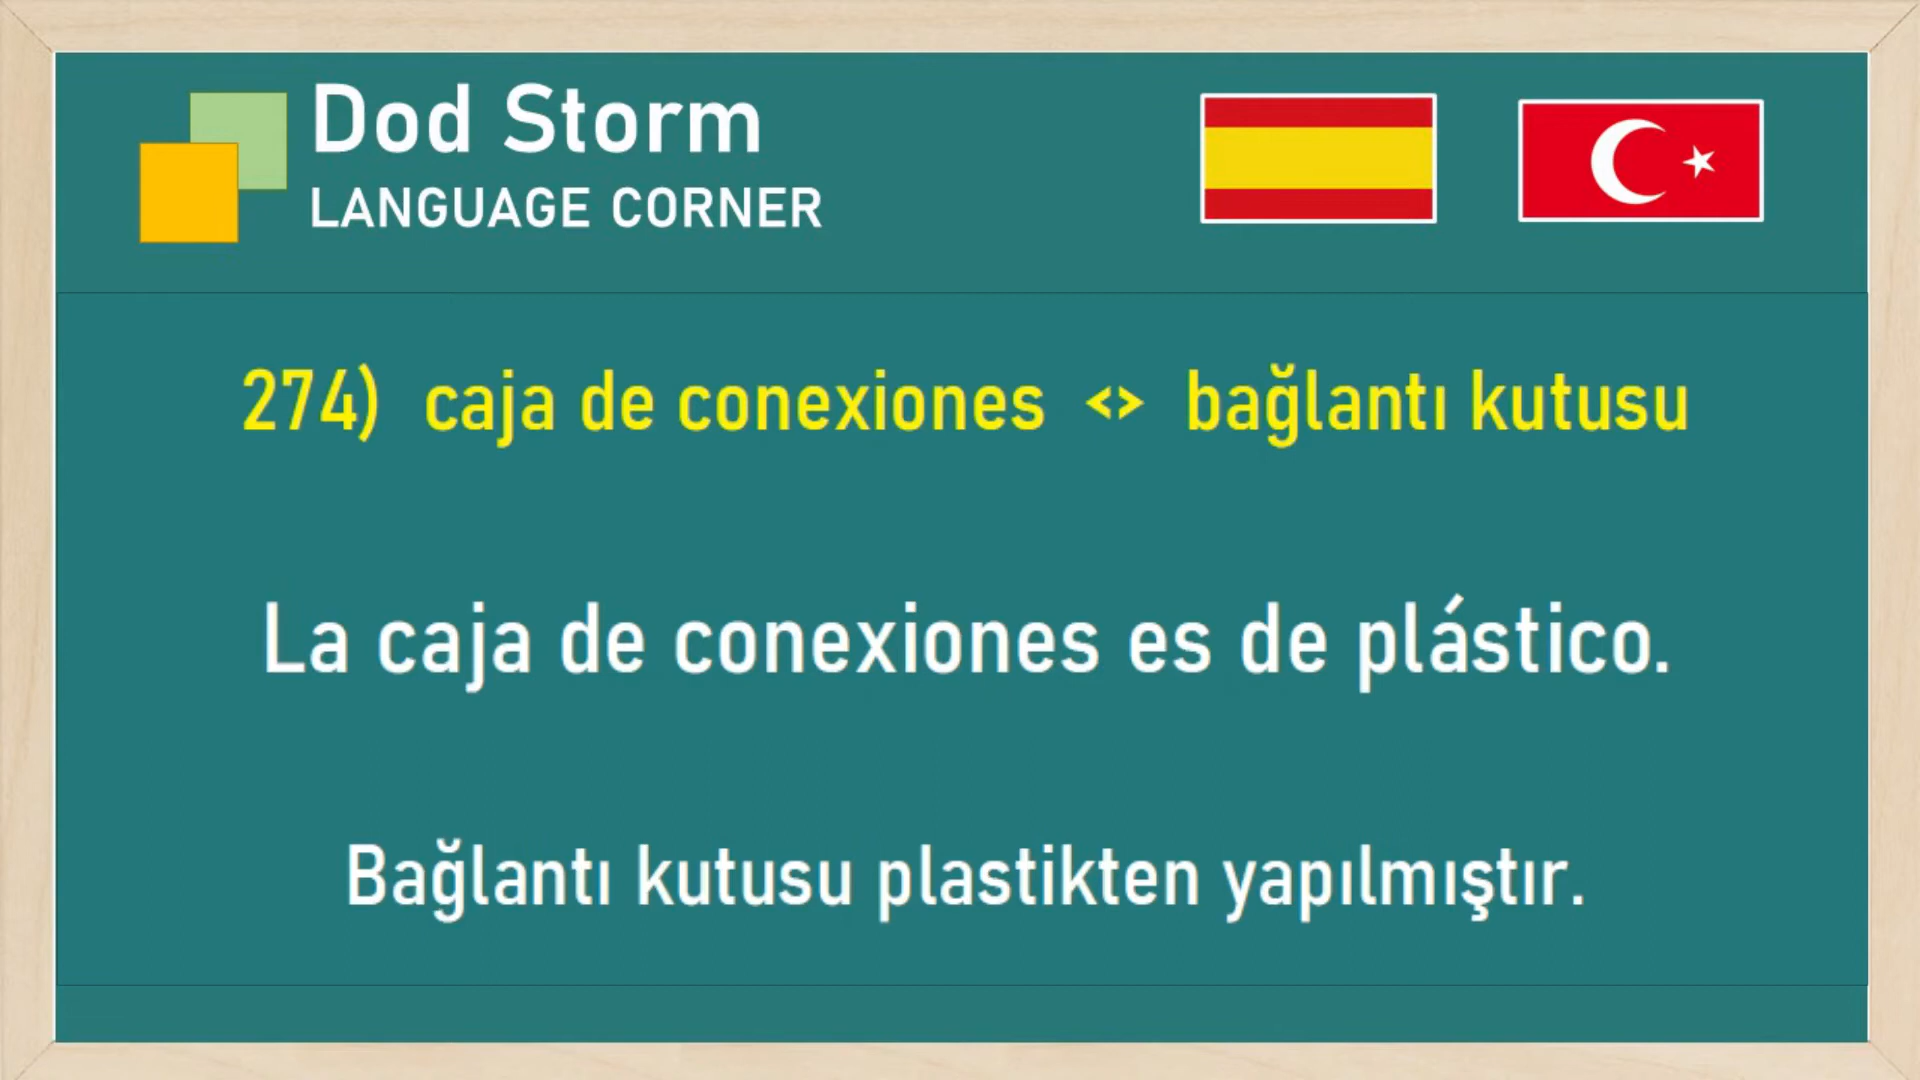 Dod Storm
LANGUAGE CORNER
274) caja de conexiones <> bağlantı kutusu
La caja de conexiones es de plástico.
Bağlantı kutusu plastikten yapılmıştır.